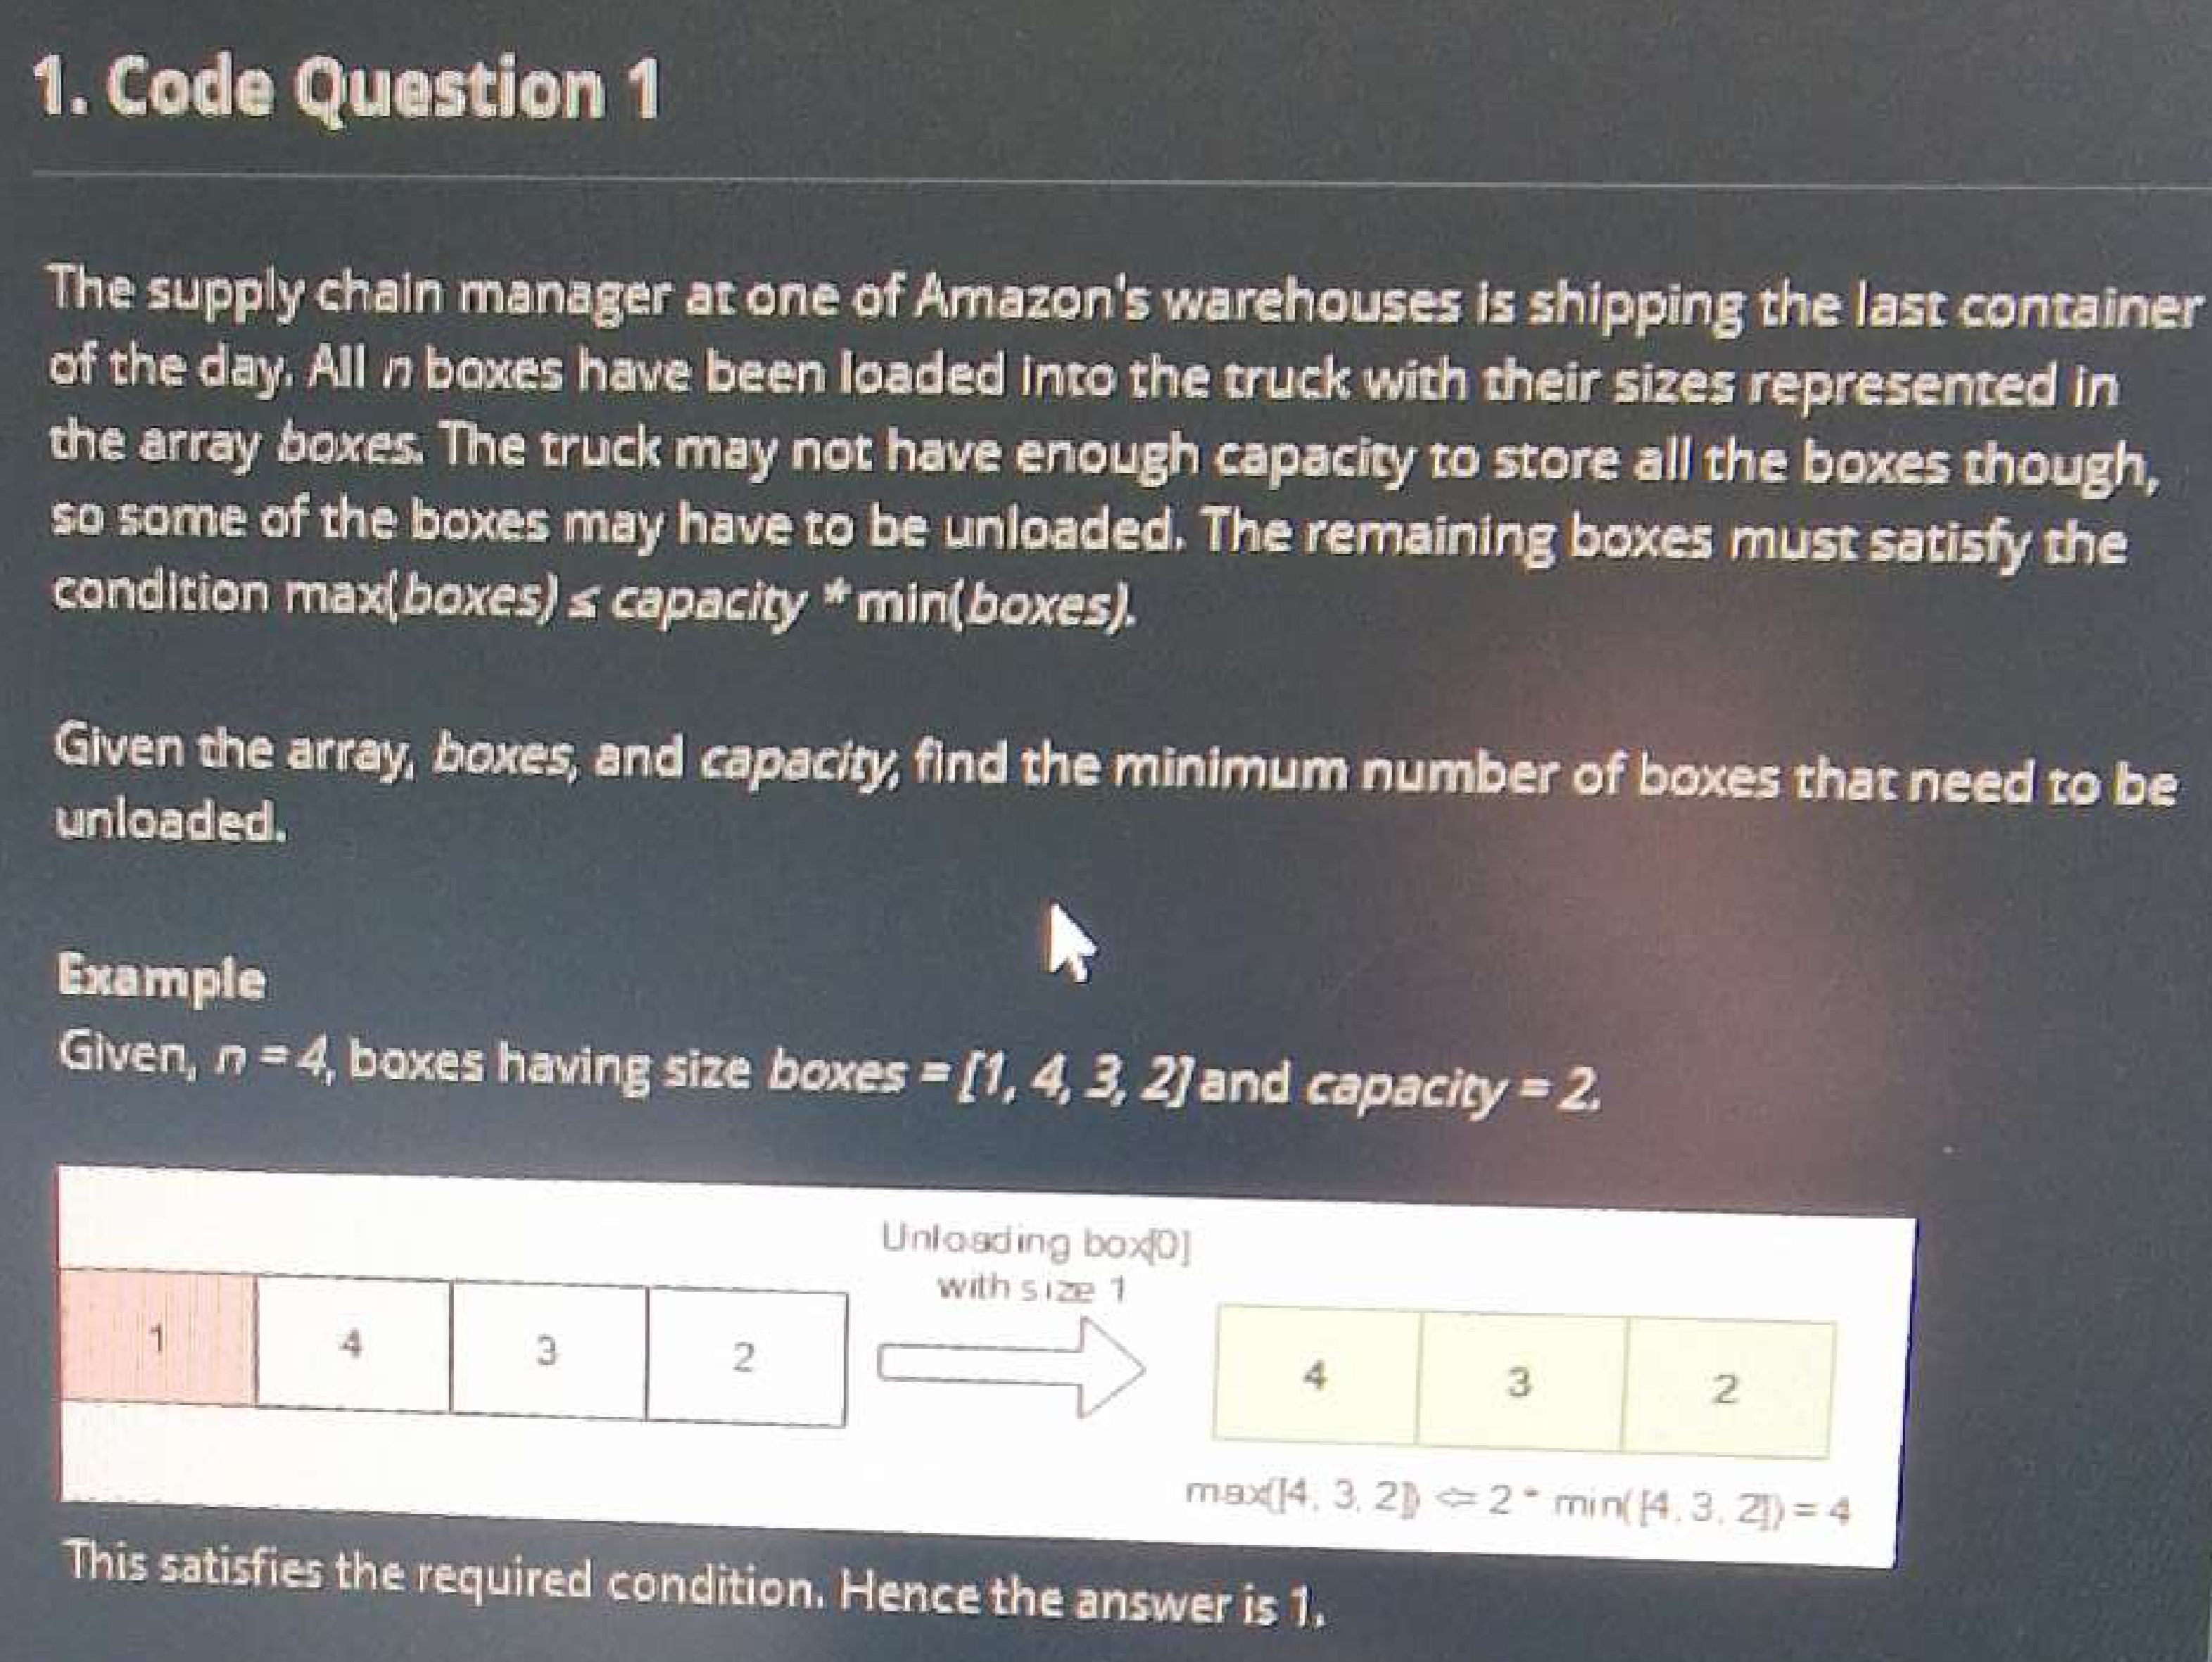 1. Code Question 1
The supply chain manager at one of Amazon's warehouses is shipping the last container
of the day. All n boxes have been loaded into the truck with their sizes represented in
the array boxes. The truck may not have enough capacity to store all the boxes though,
so some of the boxes may have to be unloaded. The remaining boxes must satisfy the
condition max(boxes) ≤ capacity * min(boxes).
Given the array, boxes, and capacity, find the minimum number of boxes that need to be
unloaded.
Example
Given, n = 4, boxes having size boxes = [1, 4, 3, 2] and capacity = 2.
Unloading box[0]
with size 1
1 4 3 2
4 3 2
max([4, 3, 2]) <= 2 * min([4, 3, 2]) = 4
This satisfies the required condition. Hence the answer is 1.